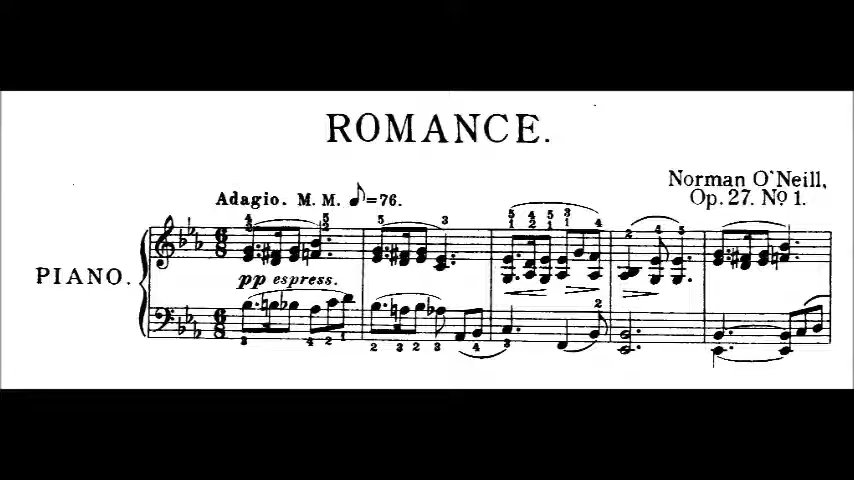 ROMANCE.
Norman O'Neill,
Op. 27. No 1.
Adagio. M. M. ♪=76.
PIANO.
pp espress.